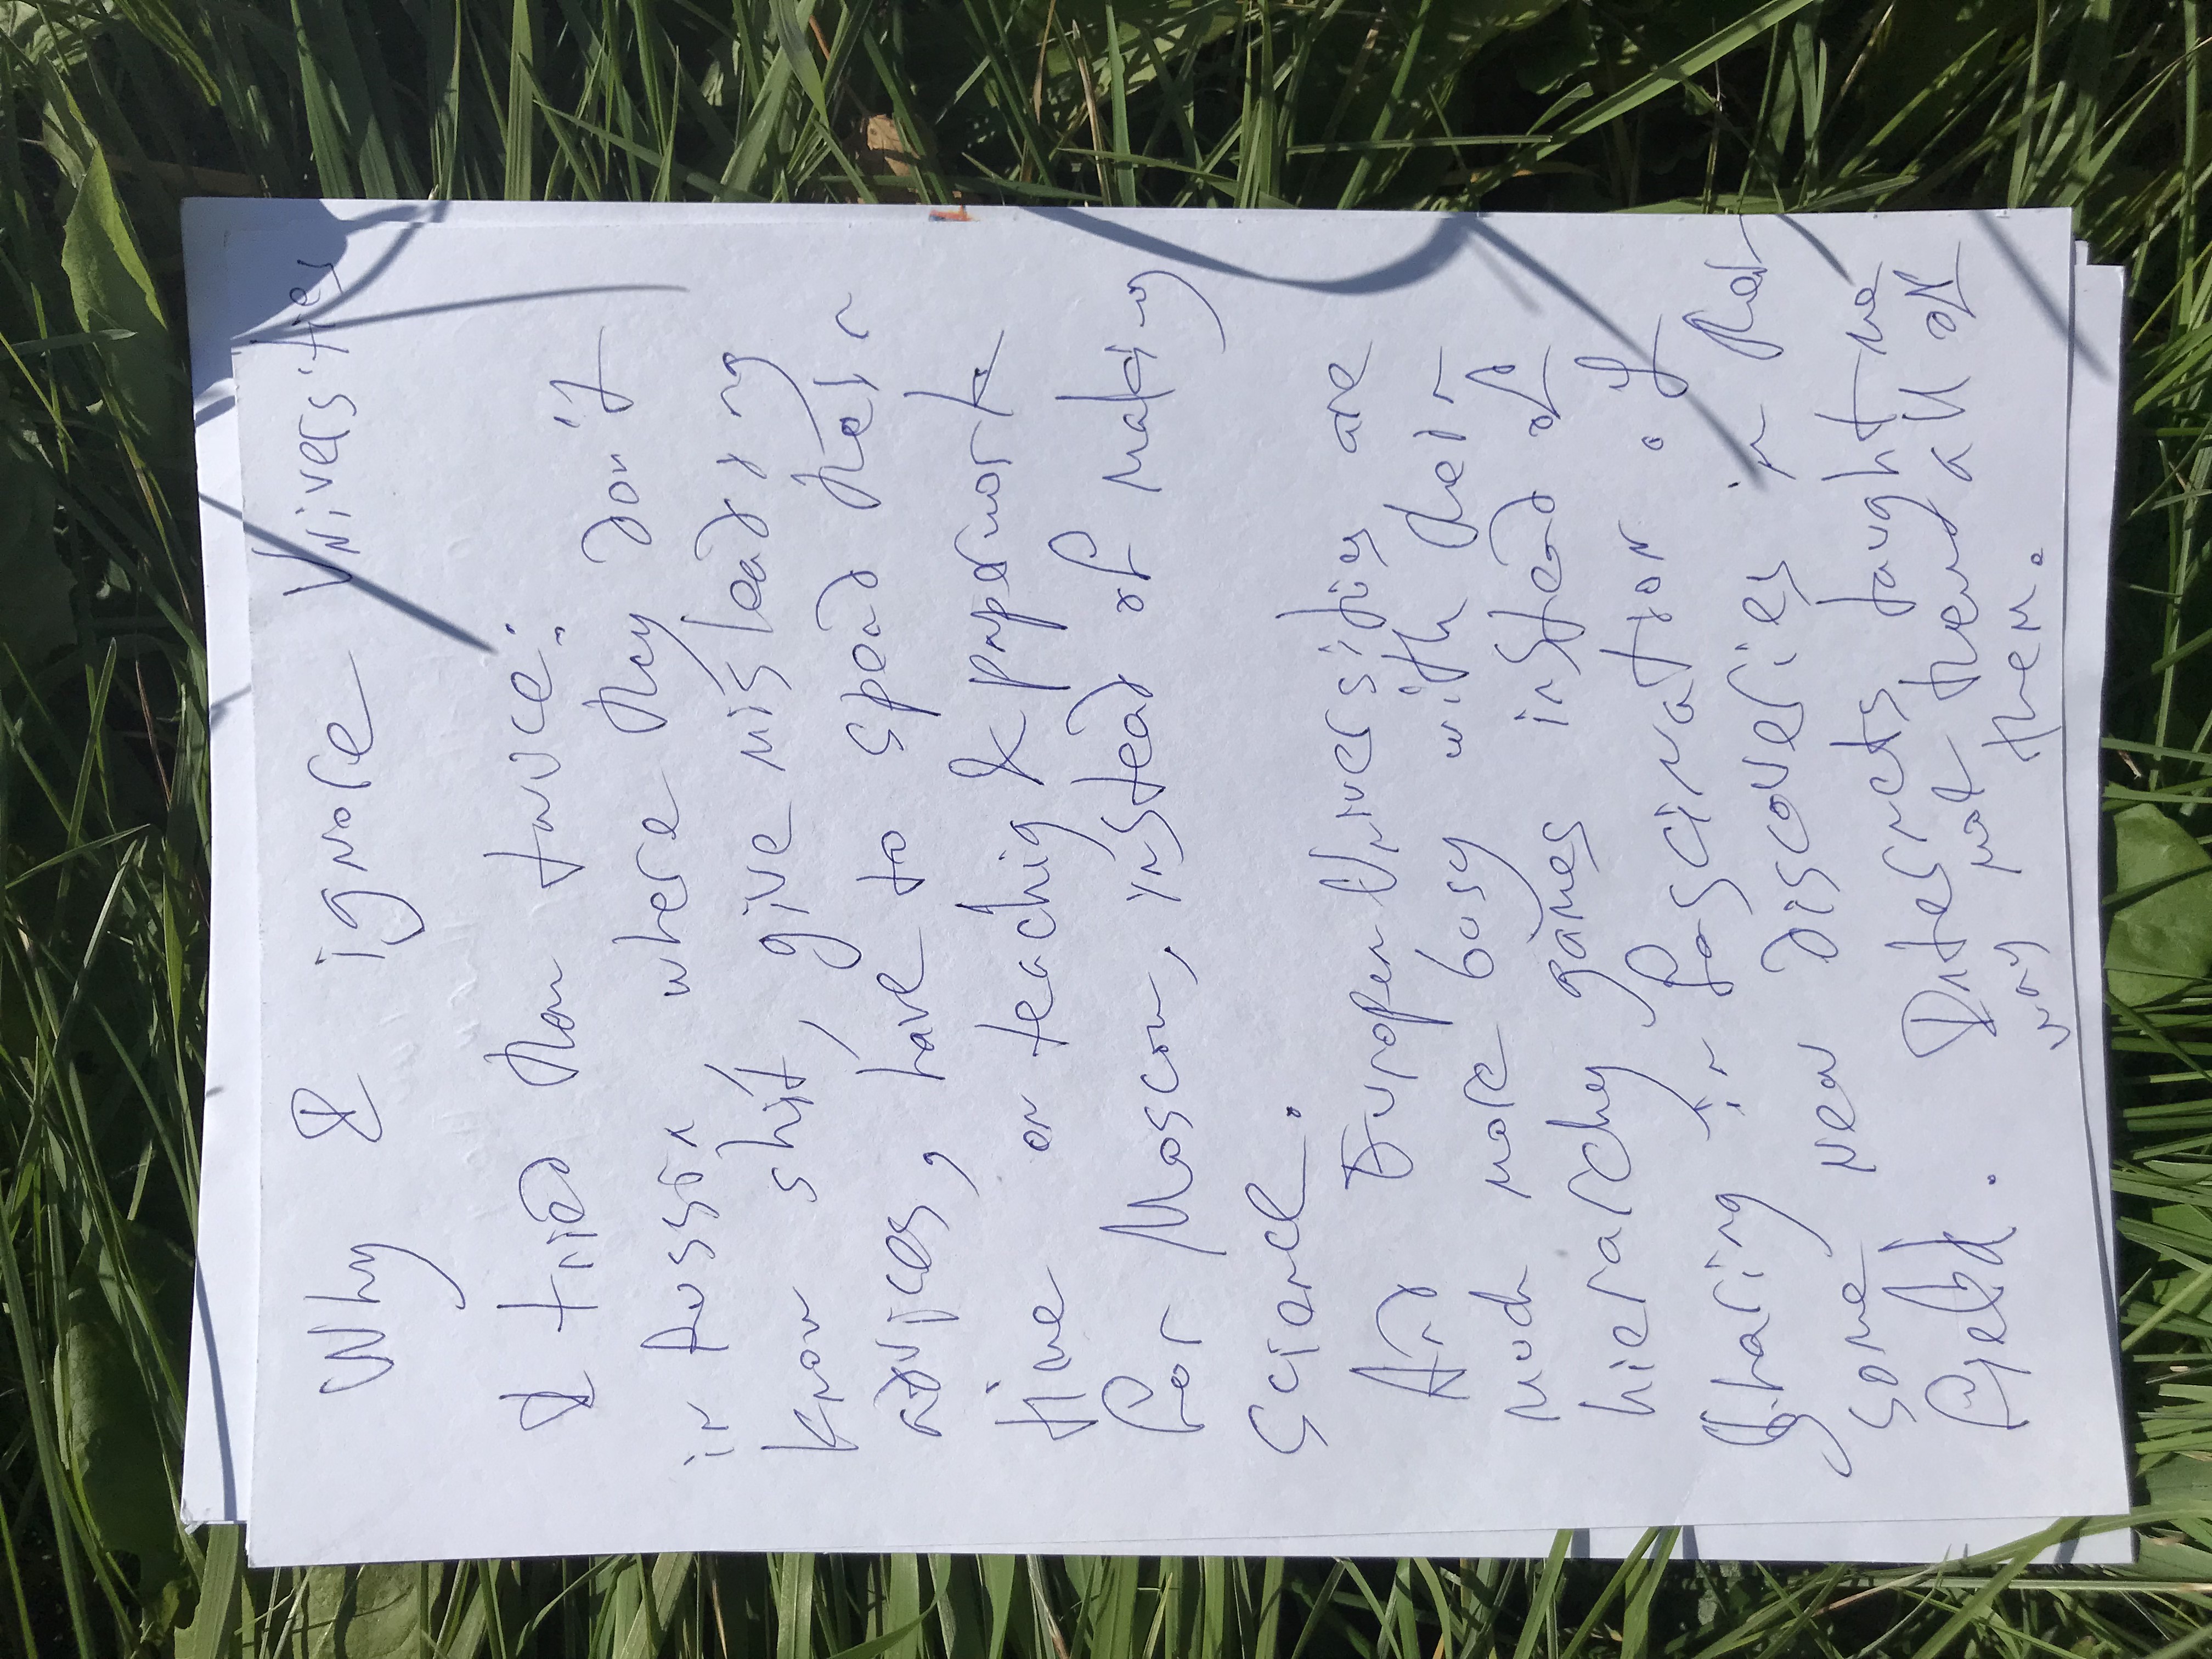 Why I ignore Universities
I tried them twice:
in Russia where they don't
know shit, give misleading
advices, have to spend their
time on teaching & paperwork
for Moscow, instead of making
science.
And European Universities are
much more busy with their
hierarchy games instead of
sharing in fascination of
some new discoveries in that
field. Internets taught me
not them all of
way them.